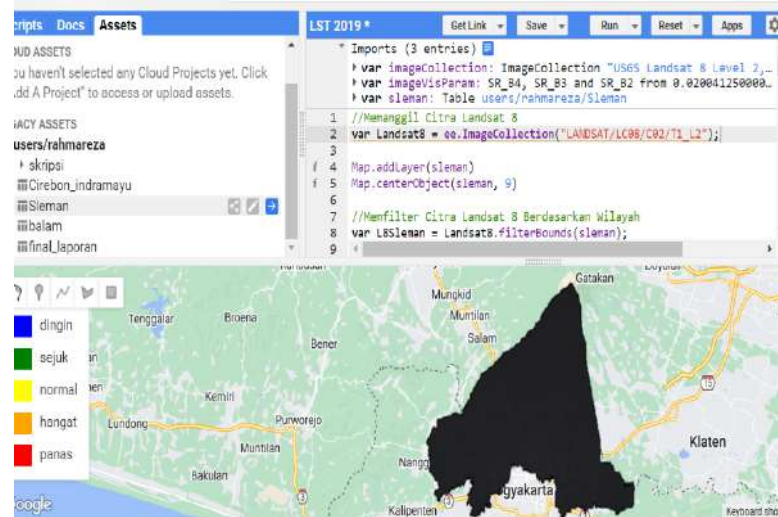 cripts Docs Assets
OUD ASSETS
ou haven't selected any Cloud Projects yet. Click
Add A Project" to access or upload assets.
GACY ASSETS
users/rahmareza
skripsi
Cirebon_indramayu
Sleman
balam
final_laporan
LST 2019 *
Get Link Save Run Reset Apps
Imports (3 entries)
var imageCollection: ImageCollection "USGS Landsat 8 Level 2,…
var imageVisParam: SR_B4, SR_B3 and SR_B2 from 0.020041250000…
var sleman: Table users/rahmareza/Sleman
1 //Memanggil Citra Landsat 8
2 var Landsat8 = ee.ImageCollection("LANDSAT/LC08/C02/T1_L2");
3
i 4 Map.addLayer(sleman)
i 5 Map.centerObject(sleman, 9)
6
7 //Memfilter Citra Landsat 8 Berdasarkan Wilayah
8 var L8Sleman = Landsat8.filterBounds(sleman);
9
dingin
sejuk
normal
hangat
panas
Tenggalar
Broena
Bener
Kemiri
Lundong
Purworejo
Muntilan
Bakulan
Mungkid
Muntilan
Salam
Gatakan
Nangg
gyakarta
Klaten
15
3
3
Kalipenten
oogle
Keyboard sho